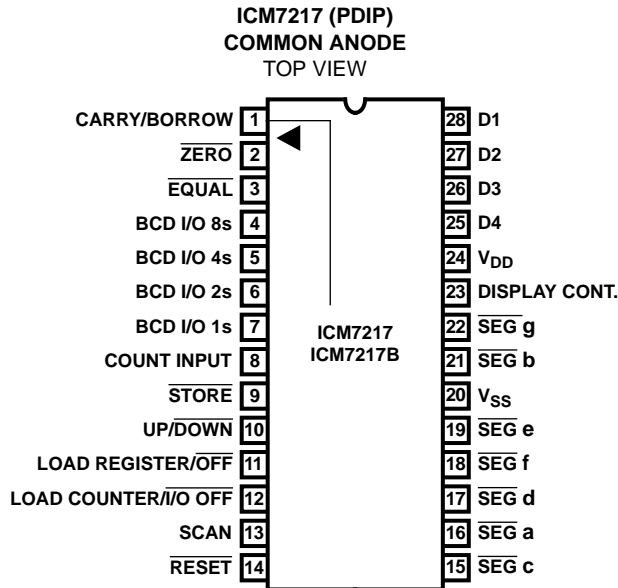 ICM7217 (PDIP)
COMMON ANODE
TOP VIEW
CARRY/BORROW 1 28 D1
ZERO 2 27 D2
EQUAL 3 26 D3
BCD I/O 8s 4 25 D4
BCD I/O 4s 5 24 VDD
BCD I/O 2s 6 23 DISPLAY CONT.
BCD I/O 1s 7 22 SEG g
ICM7217
ICM7217B
COUNT INPUT 8 21 SEG b
STORE 9 20 VSS
UP/DOWN 10 19 SEG e
LOAD REGISTER/OFF 11 18 SEG f
LOAD COUNTER/I/O OFF 12 17 SEG d
SCAN 13 16 SEG a
RESET 14 15 SEG c